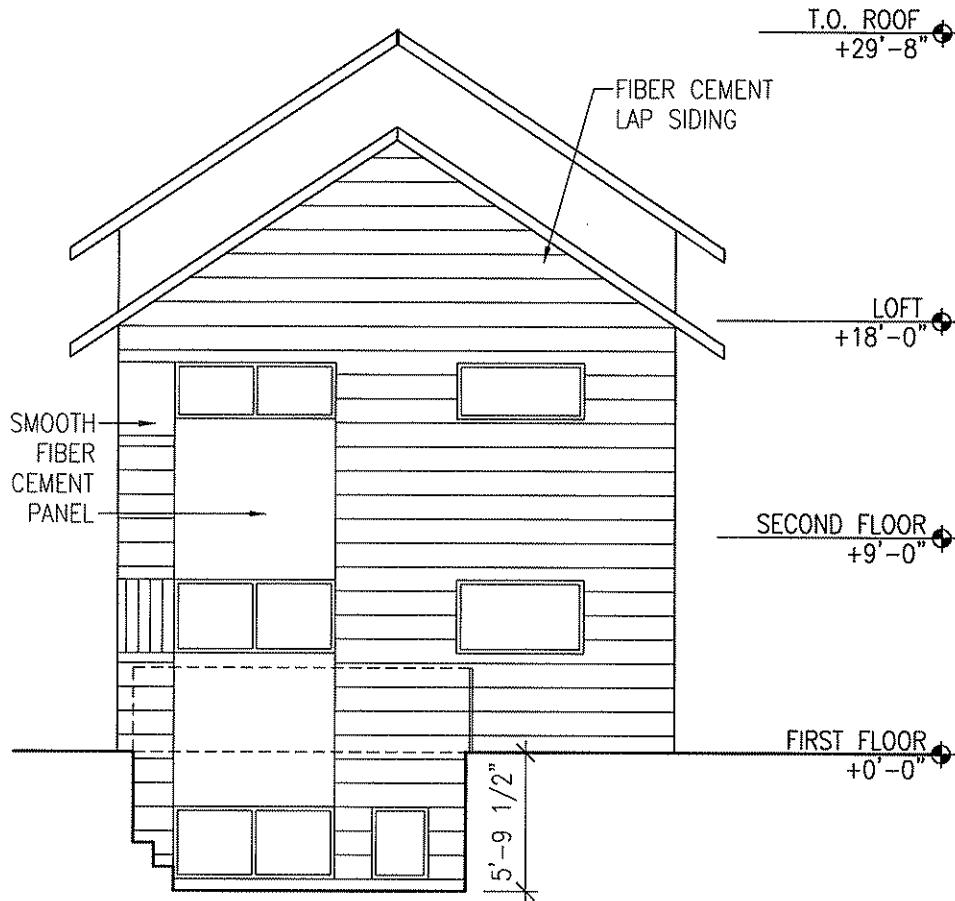 T.O. ROOF
+29'-8"
FIBER CEMENT
LAP SIDING
LOFT
+18'-0"
SMOOTH
FIBER
CEMENT
PANEL
SECOND FLOOR
+9'-0"
FIRST FLOOR
+0'-0"
5'-9 1/2"